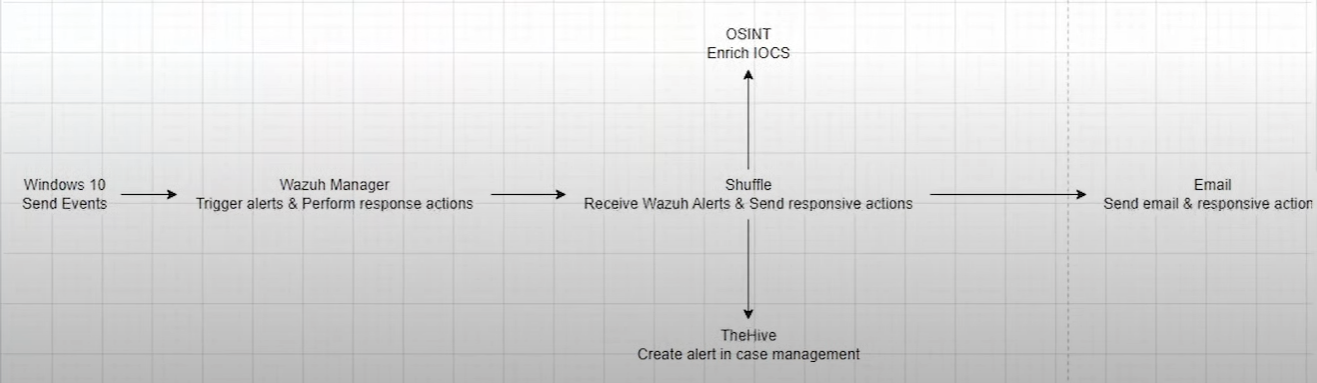 OSINT
Enrich IOCS
Windows 10
Send Events
Wazuh Manager
Trigger alerts & Perform response actions
Shuffle
Receive Wazuh Alerts & Send responsive actions
Email
Send email & responsive action
TheHive
Create alert in case management